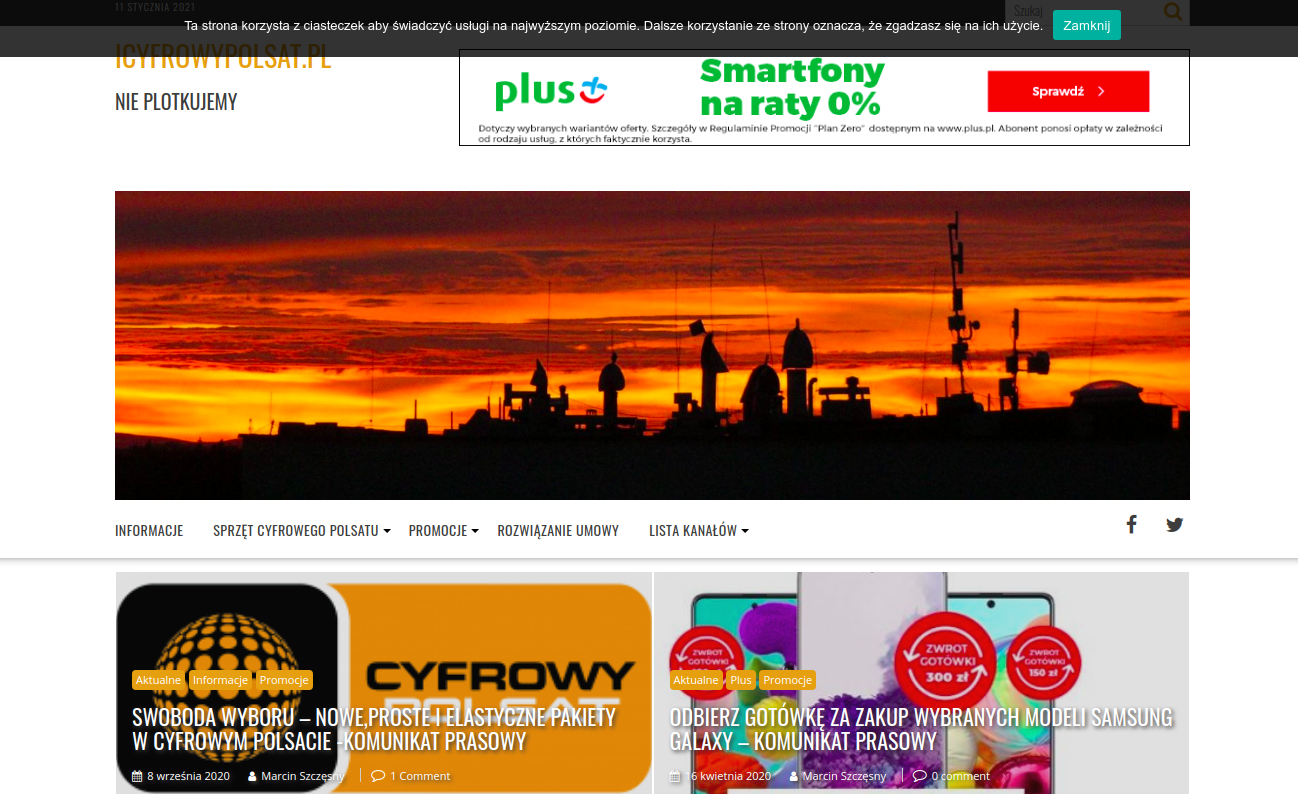 11 STYCZNIA 2021
Szukaj
Ta strona korzysta z ciasteczek aby świadczyć usługi na najwyższym poziomie. Dalsze korzystanie ze strony oznacza, że zgadzasz się na ich użycie.
Zamknij
ICYFROWYPOLSAT.PL
NIE PLOTKUJEMY
plus
Smartfony
na raty 0%
Sprawdź
Dotyczy wybranych wariantów oferty. Szczegóły w Regulaminie Promocji "Plan Zero" dostępnym na www.plus.pl. Abonent ponosi opłaty w zależności
od rodzaju usług, z których faktycznie korzysta.
INFORMACJE
SPRZĘT CYFROWEGO POLSATU
PROMOCJE
ROZWIĄZANIE UMOWY
LISTA KANAŁÓW
CYFROWY
POLSAT
Aktualne Informacje Promocje
SWOBODA WYBORU – NOWE,PROSTE I ELASTYCZNE PAKIETY
W CYFROWYM POLSACIE -KOMUNIKAT PRASOWY
8 września 2020 Marcin Szczęsny 1 Comment
ZWROT
GOTÓWKI
ZWROT
GOTÓWKI
300 zł
ZWROT
GOTÓWKI
150 zł
Aktualne Plus Promocje
ODBIERZ GOTÓWKĘ ZA ZAKUP WYBRANYCH MODELI SAMSUNG
GALAXY – KOMUNIKAT PRASOWY
16 kwietnia 2020 Marcin Szczęsny 0 comment